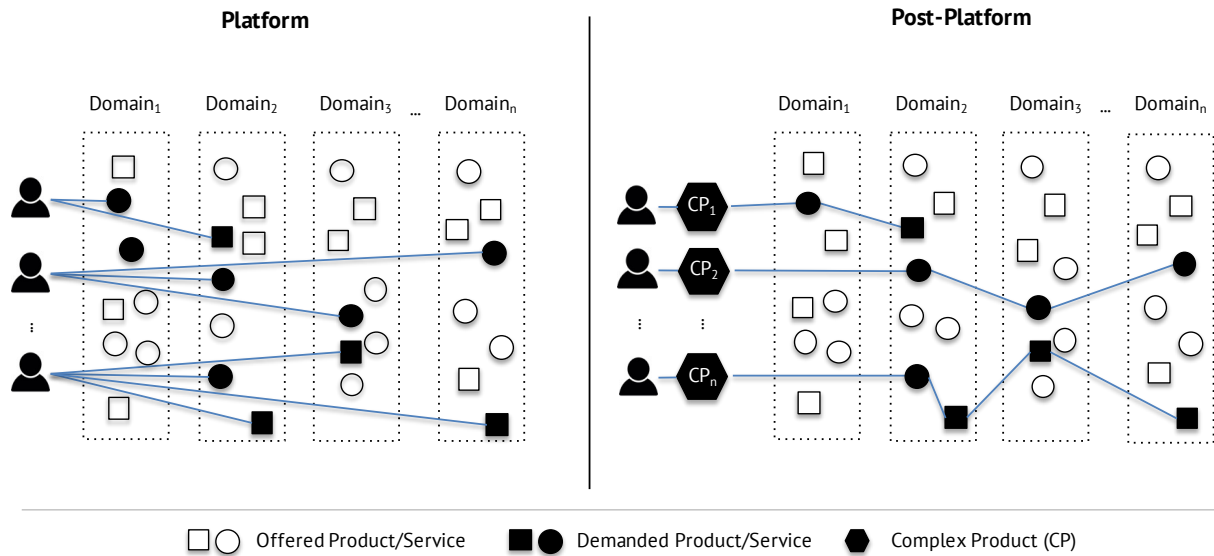 Platform
Post-Platform
Domain₁ Domain₂ Domain₃ ... Domainₙ
Domain₁ Domain₂ Domain₃ ... Domainₙ
CP₁
CP₂
...
...
...
CPₙ
Offered Product/Service Demanded Product/Service Complex Product (CP)